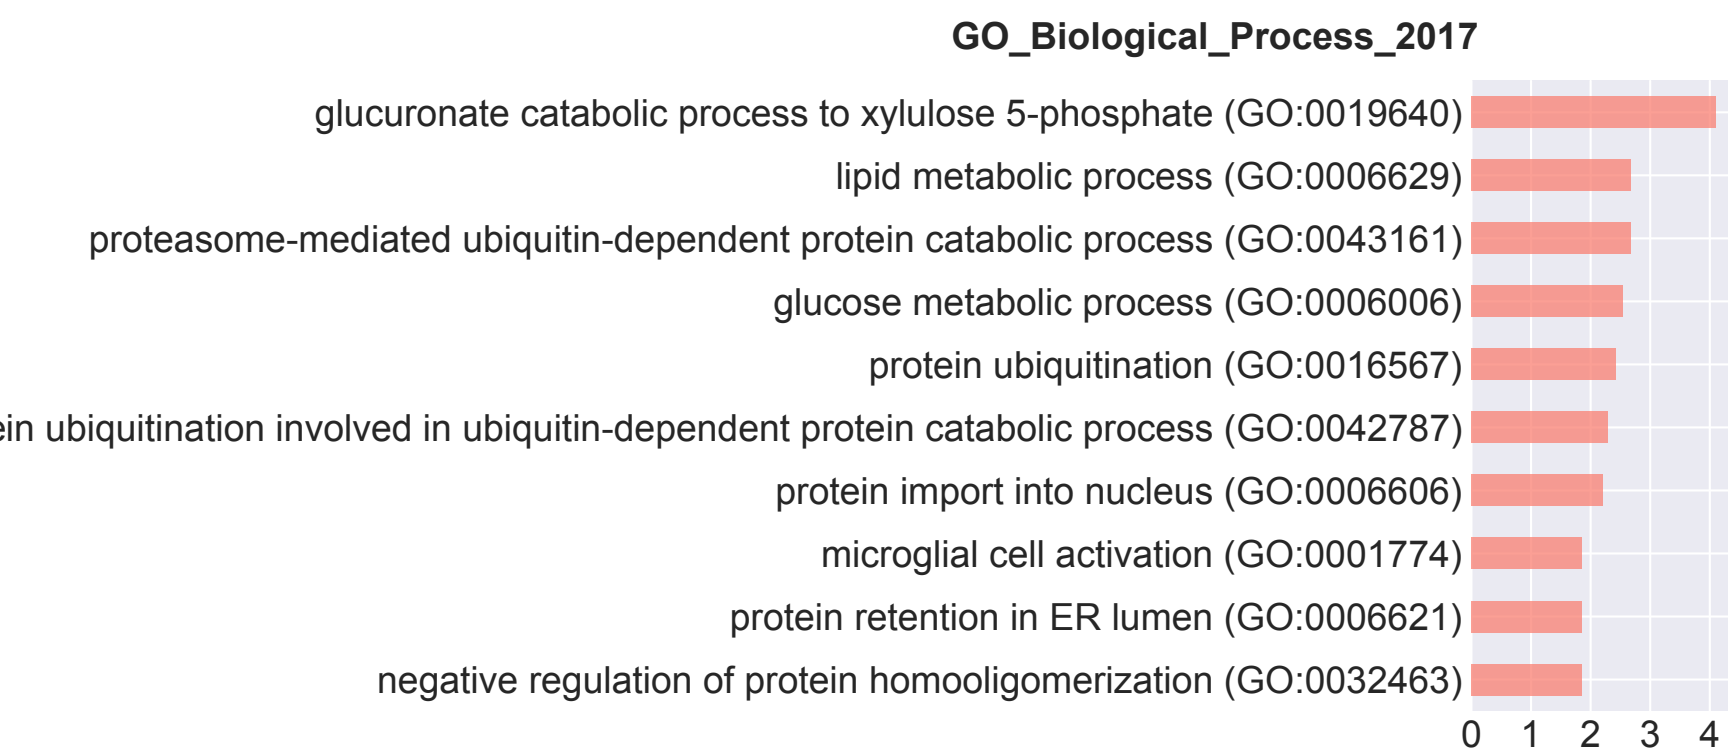 GO_Biological_Process_2017
glucuronate catabolic process to xylulose 5-phosphate (GO:0019640)
lipid metabolic process (GO:0006629)
proteasome-mediated ubiquitin-dependent protein catabolic process (GO:0043161)
glucose metabolic process (GO:0006006)
protein ubiquitination (GO:0016567)
ubiquitination involved in ubiquitin-dependent protein catabolic process (GO:0042787)
protein import into nucleus (GO:0006606)
microglial cell activation (GO:0001774)
protein retention in ER lumen (GO:0006621)
negative regulation of protein homooligomerization (GO:0032463)
0 1 2 3 4